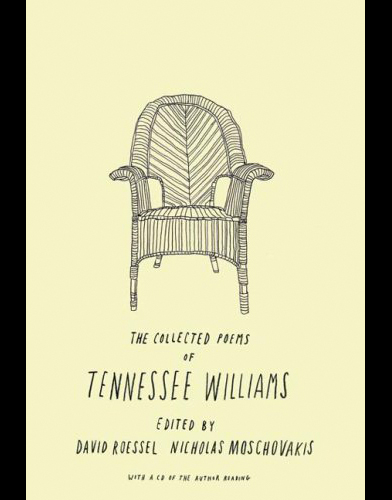 THE COLLECTED POEMS
OF
TENNESSEE WILLIAMS
EDITED BY
DAVID ROESSEL NICHOLAS MOSCHOVAKIS
WITH A CD OF THE AUTHOR READING